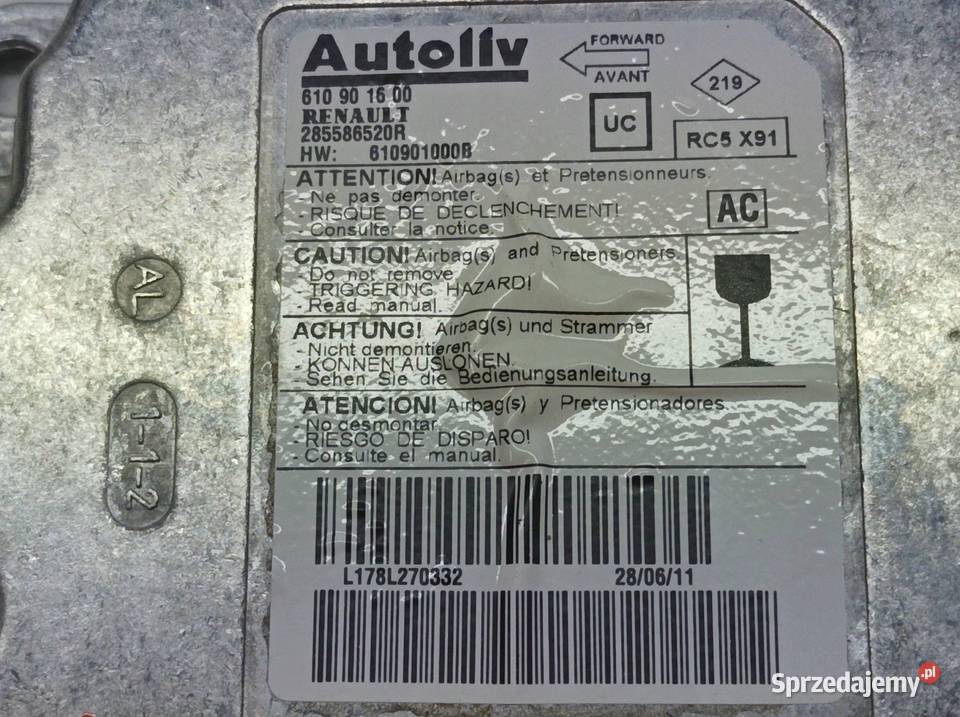 Autoliv
FORWARD
AVANT
219
610 90 16 00
RENAULT
285586520R
HW: 610901000B
UC
RC5 X91
ATTENTION! Airbag(s) et Pretensionneurs.
- Ne pas demonter.
- RISQUE DE DECLENCHEMENT!
- Consulter la notice.
AC
CAUTION! Airbag(s) and Pretensioners.
- Do not remove
TRIGGERING HAZARD!
- Read manual.
ACHTUNG! Airbag(s) und Strammer
- Nicht demontieren.
- KONNEN AUSLONEN.
Sehen Sie die Bedienungsanleitung.
ATENCION! Airbag(s) y Pretensionadores.
No desmontar
- RIESGO DE DISPARO!
- Consulte el manual.
L178L270332 28/06/11
AL
1-1-2
Sprzedajemy.pl